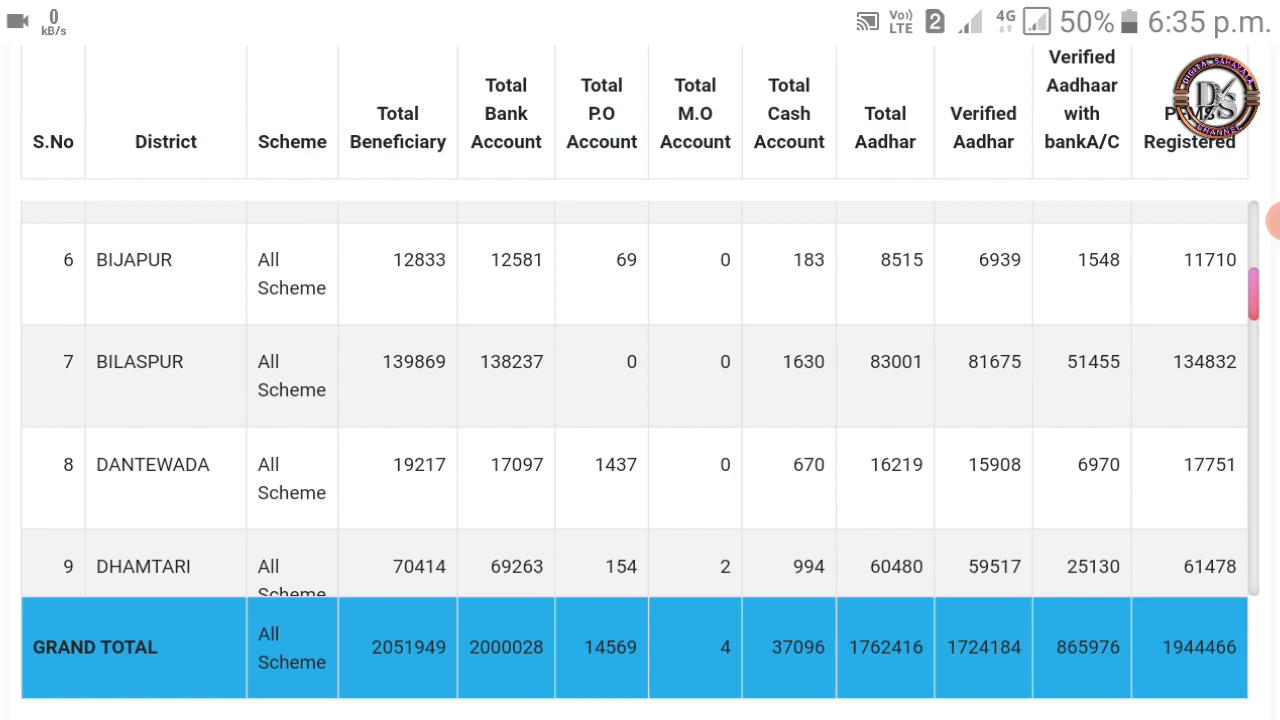 0 kB/s Vo)) LTE 2 4G 50% 6:35 p.m.
S.No District Scheme Total Beneficiary Total Bank Account Total P.O Account Total M.O Account Total Cash Account Total Aadhar Verified Aadhar Verified Aadhaar with bankA/C Registered
DIGITAL SAHAYATA CHANNEL
6 BIJAPUR All Scheme 12833 12581 69 0 183 8515 6939 1548 11710
7 BILASPUR All Scheme 139869 138237 0 0 1630 83001 81675 51455 134832
8 DANTEWADA All Scheme 19217 17097 1437 0 670 16219 15908 6970 17751
9 DHAMTARI All Scheme 70414 69263 154 2 994 60480 59517 25130 61478
GRAND TOTAL All Scheme 2051949 2000028 14569 4 37096 1762416 1724184 865976 1944466